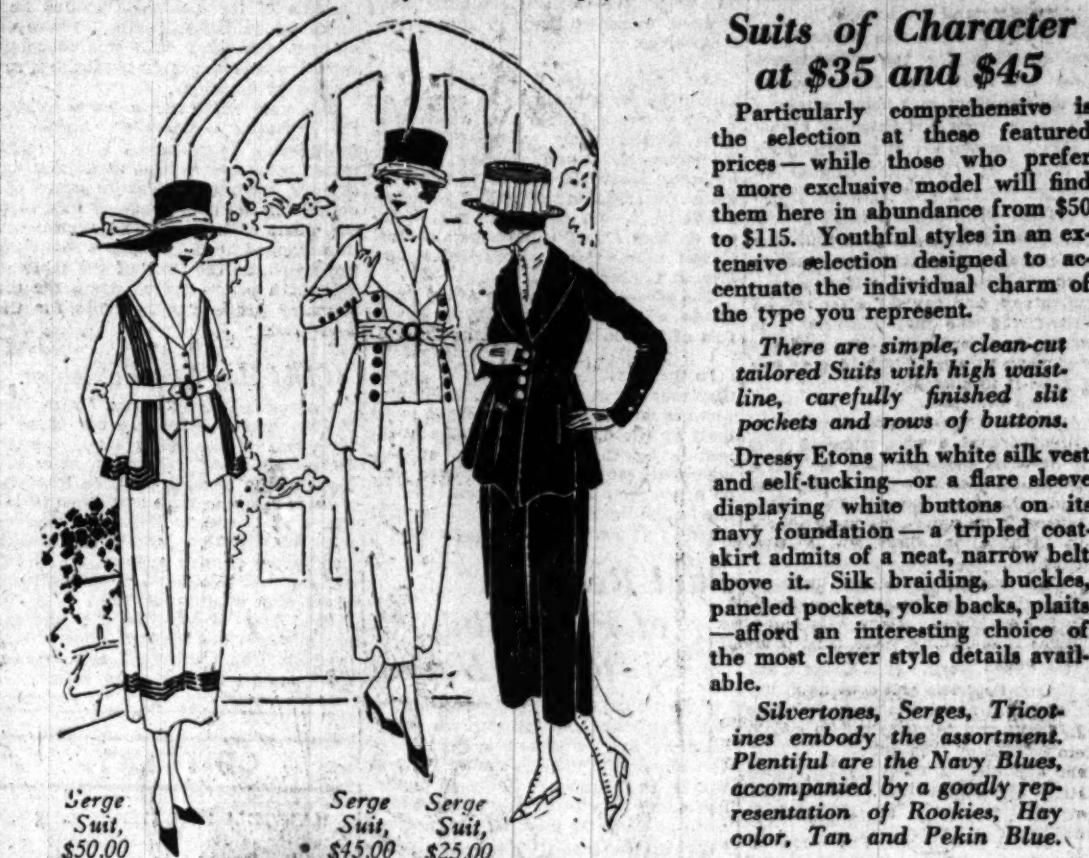 Suits of Character
at $35 and $45
Particularly comprehensive is
the selection at these featured
prices — while those who prefer
a more exclusive model will find
them here in abundance from $50
to $115. Youthful styles in an ex-
tensive selection designed to ac-
centuate the individual charm of
the type you represent.
There are simple, clean-cut
tailored Suits with high waist-
line, carefully finished slit
pockets and rows of buttons.
Dressy Etons with white silk vest
and self-tucking—or a flare sleeve
displaying white buttons on its
navy foundation — a tripled coat-
skirt admits of a neat, narrow belt
above it. Silk braiding, buckles,
paneled pockets, yoke backs, plaits
—afford an interesting choice of
the most clever style details avail-
able.
Silvertones, Serges, Tricot-
ines embody the assortment.
Plentiful are the Navy Blues,
accompanied by a goodly rep-
resentation of Rookies, Hay
color, Tan and Pekin Blue.
Serge
Suit,
$50.00
Serge
Suit,
$45.00
Serge
Suit,
$25.00